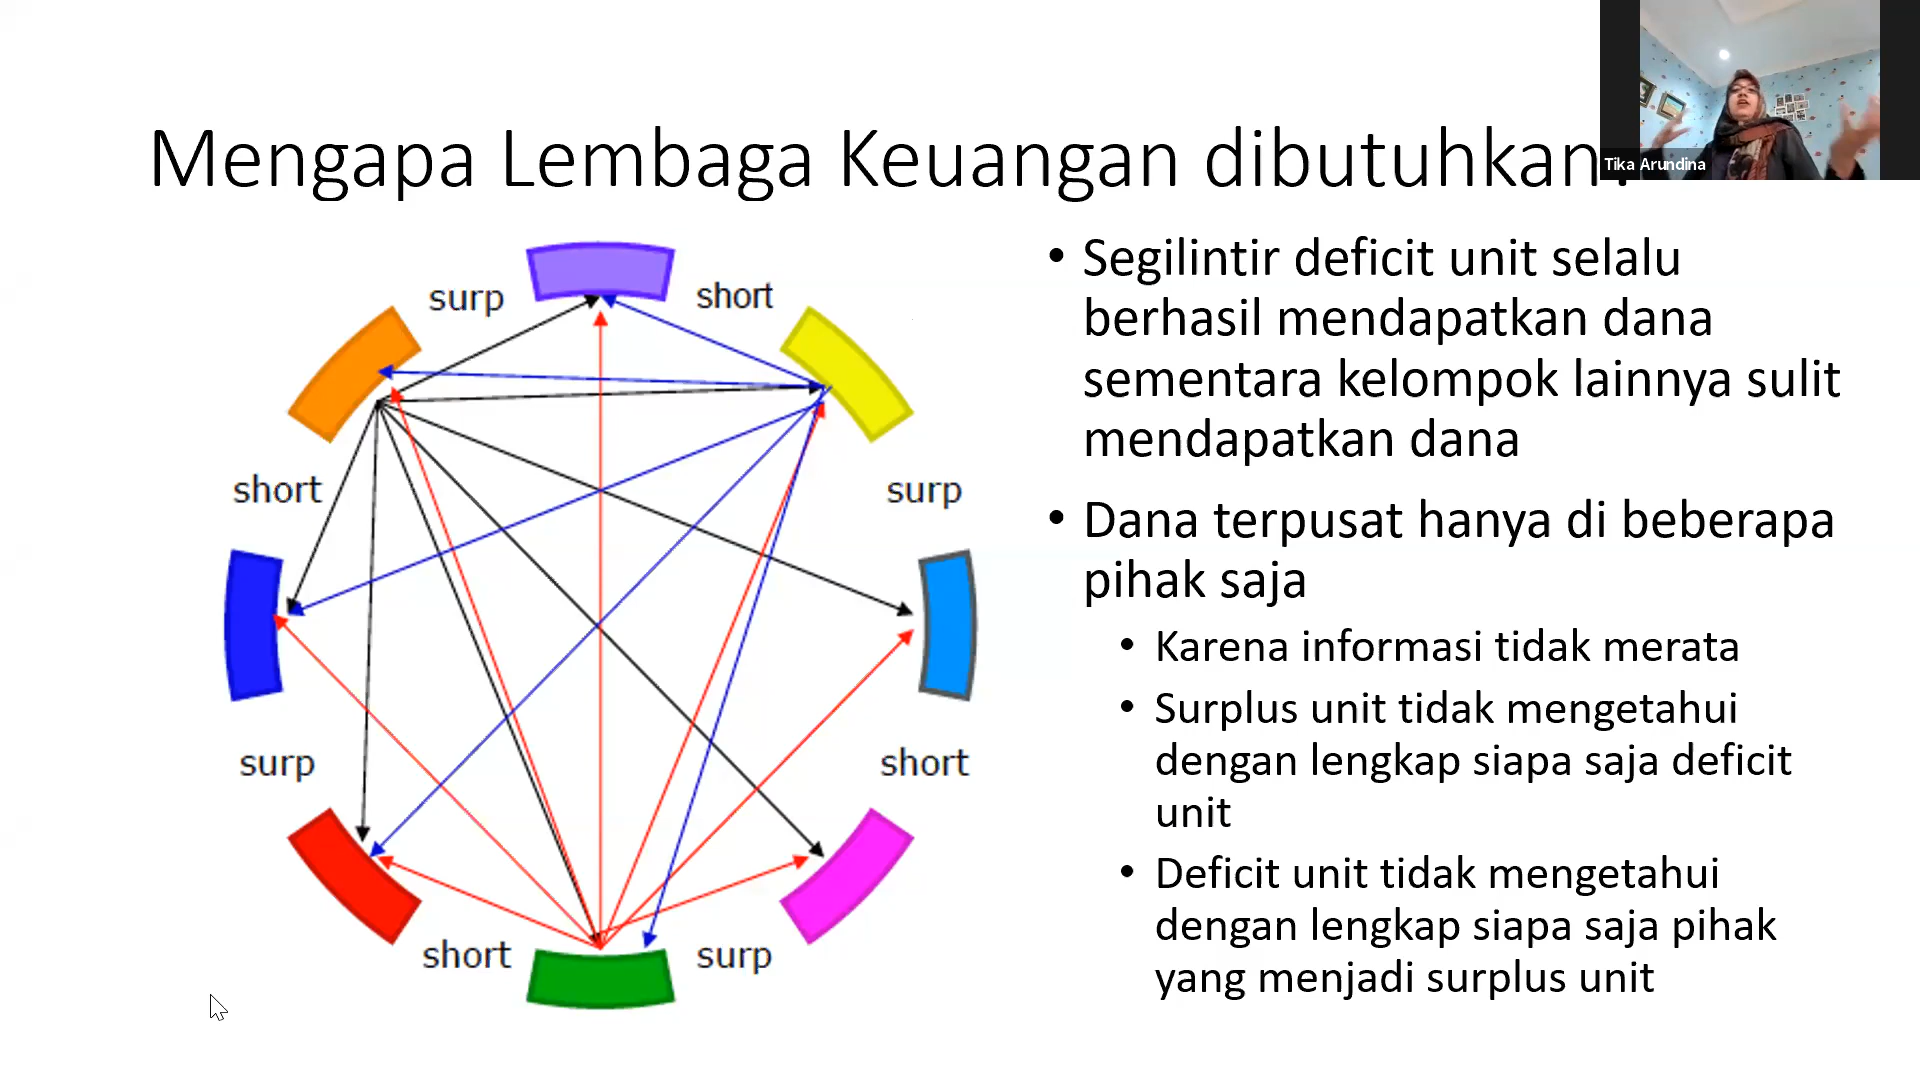 Tika Arundina
Mengapa Lembaga Keuangan dibutuhkan?
surp
short
short
surp
surp
short
short
surp
• Segilintir deficit unit selalu
berhasil mendapatkan dana
sementara kelompok lainnya sulit
mendapatkan dana
• Dana terpusat hanya di beberapa
pihak saja
• Karena informasi tidak merata
• Surplus unit tidak mengetahui
dengan lengkap siapa saja deficit
unit
• Deficit unit tidak mengetahui
dengan lengkap siapa saja pihak
yang menjadi surplus unit